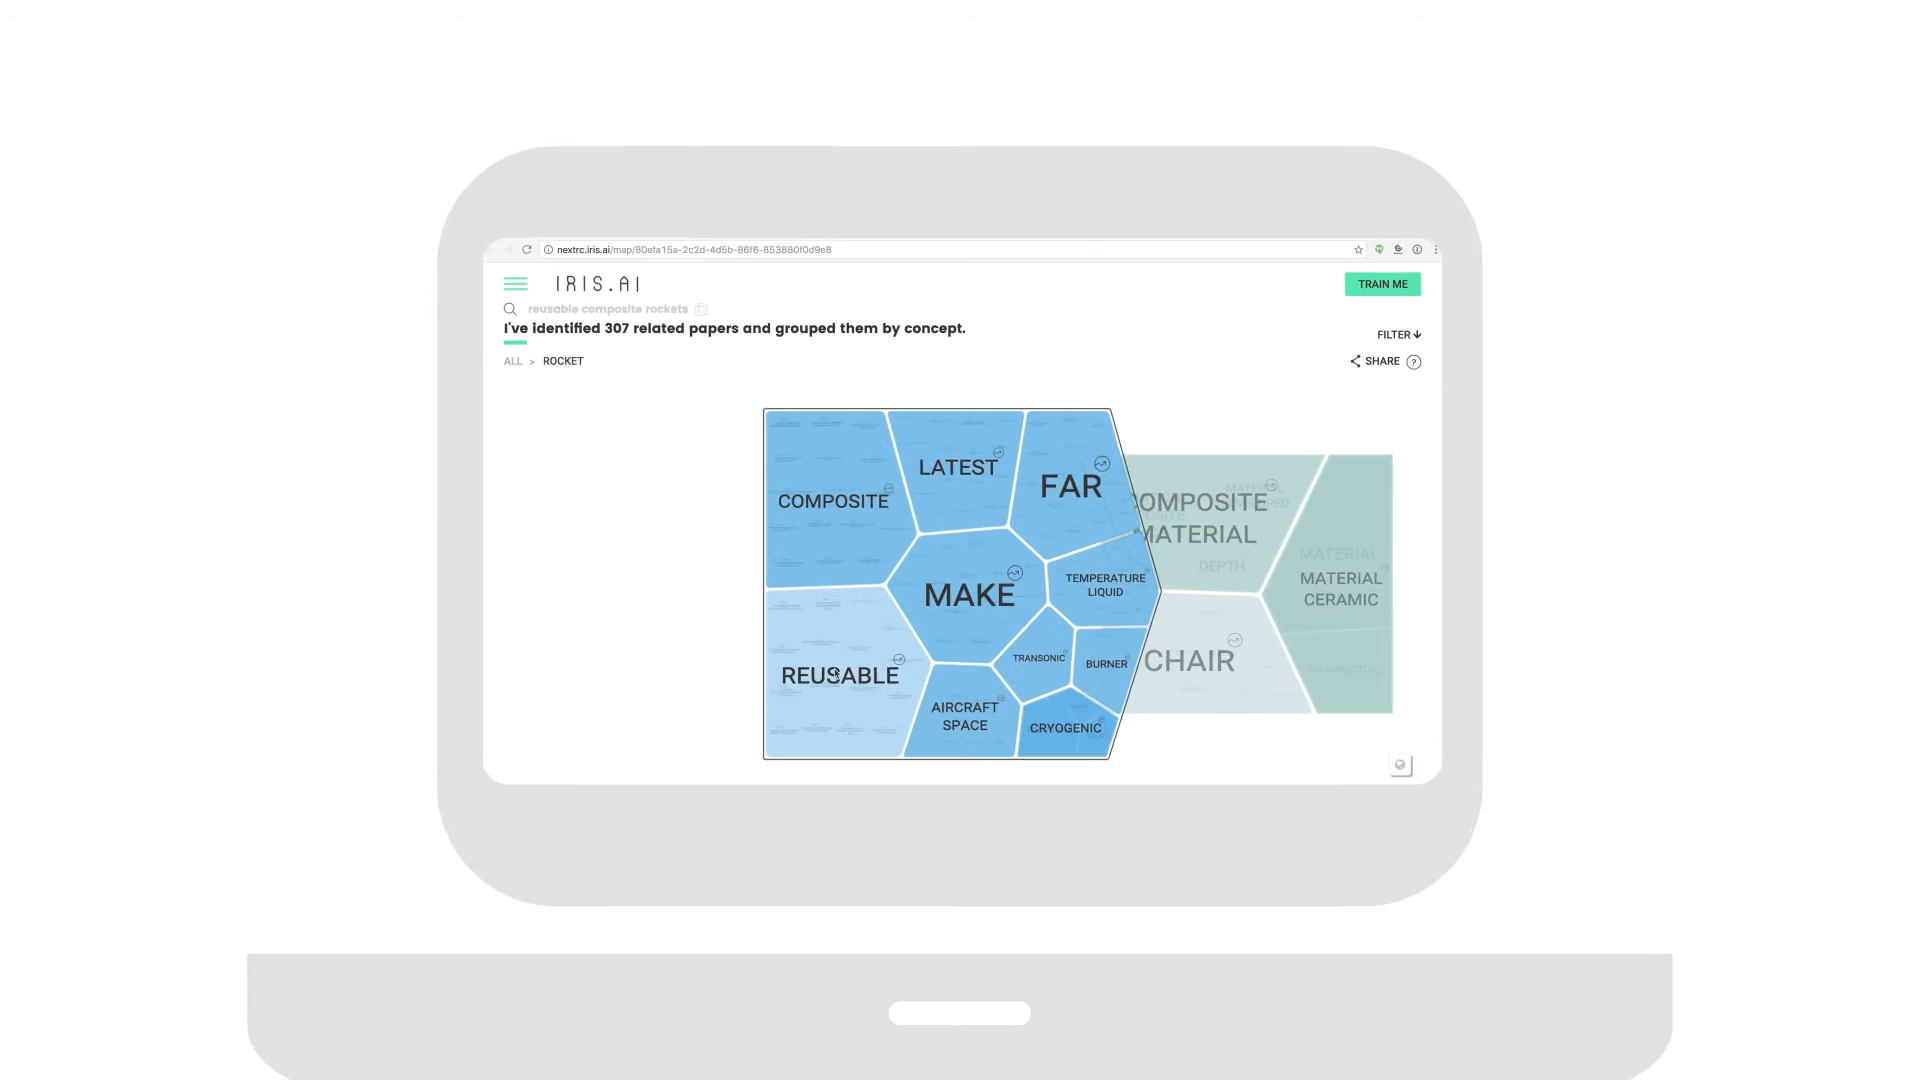 nextrc.iris.ai/map/80efa15a-2c2d-4d5b-86f6-853880f0d9e8
IRIS.AI
TRAIN ME
reusable composite rockets
I've identified 307 related papers and grouped them by concept.
FILTER
ALL > ROCKET
SHARE ?
COMPOSITE
LATEST
FAR
OMPOSITE
MATERIAL
DEPTH
MATERIAL
MATERIAL
CERAMIC
MAKE
TEMPERATURE
LIQUID
REUSABLE
TRANSONIC
BURNER
CHAIR
AIRCRAFT
SPACE
CRYOGENIC